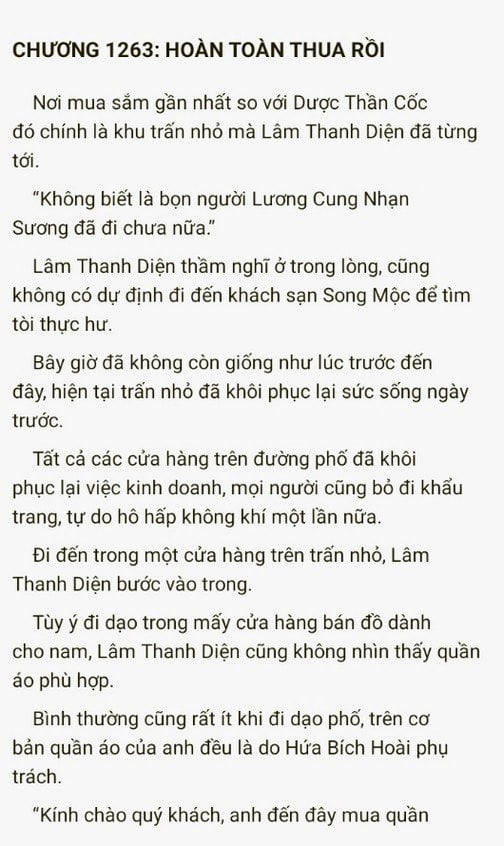 CHƯƠNG 1263: HOÀN TOÀN THUA RỒI
Nơi mua sắm gần nhất so với Dược Thần Cốc
đó chính là khu trấn nhỏ mà Lâm Thanh Diện đã từng
tới.
“Không biết là bọn người Lương Cung Nhạn
Sương đã đi chưa nữa.”
Lâm Thanh Diện thầm nghĩ ở trong lòng, cũng
không có dự định đi đến khách sạn Song Mộc để tìm
tòi thực hư.
Bây giờ đã không còn giống như lúc trước đến
đây, hiện tại trấn nhỏ đã khôi phục lại sức sống ngày
trước.
Tất cả các cửa hàng trên đường phố đã khôi
phục lại việc kinh doanh, mọi người cũng bỏ đi khẩu
trang, tự do hô hấp không khí một lần nữa.
Đi đến trong một cửa hàng trên trấn nhỏ, Lâm
Thanh Diện bước vào trong.
Tùy ý đi dạo trong mấy cửa hàng bán đồ dành
cho nam, Lâm Thanh Diện cũng không nhìn thấy quần
áo phù hợp.
Bình thường cũng rất ít khi đi dạo phố, trên cơ
bản quần áo của anh đều là do Hứa Bích Hoài phụ
trách.
“Kính chào quý khách, anh đến đây mua quần